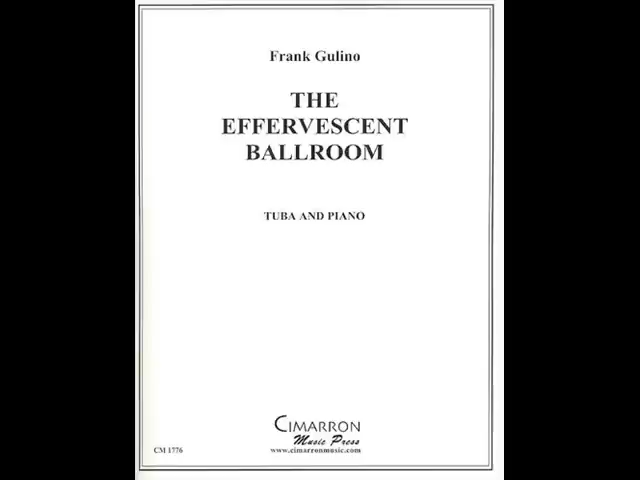 Frank Gulino
THE
EFFERVESCENT
BALLROOM
TUBA AND PIANO
CIMARRON
Music Press
CM 1776
www.cimarronmusic.com